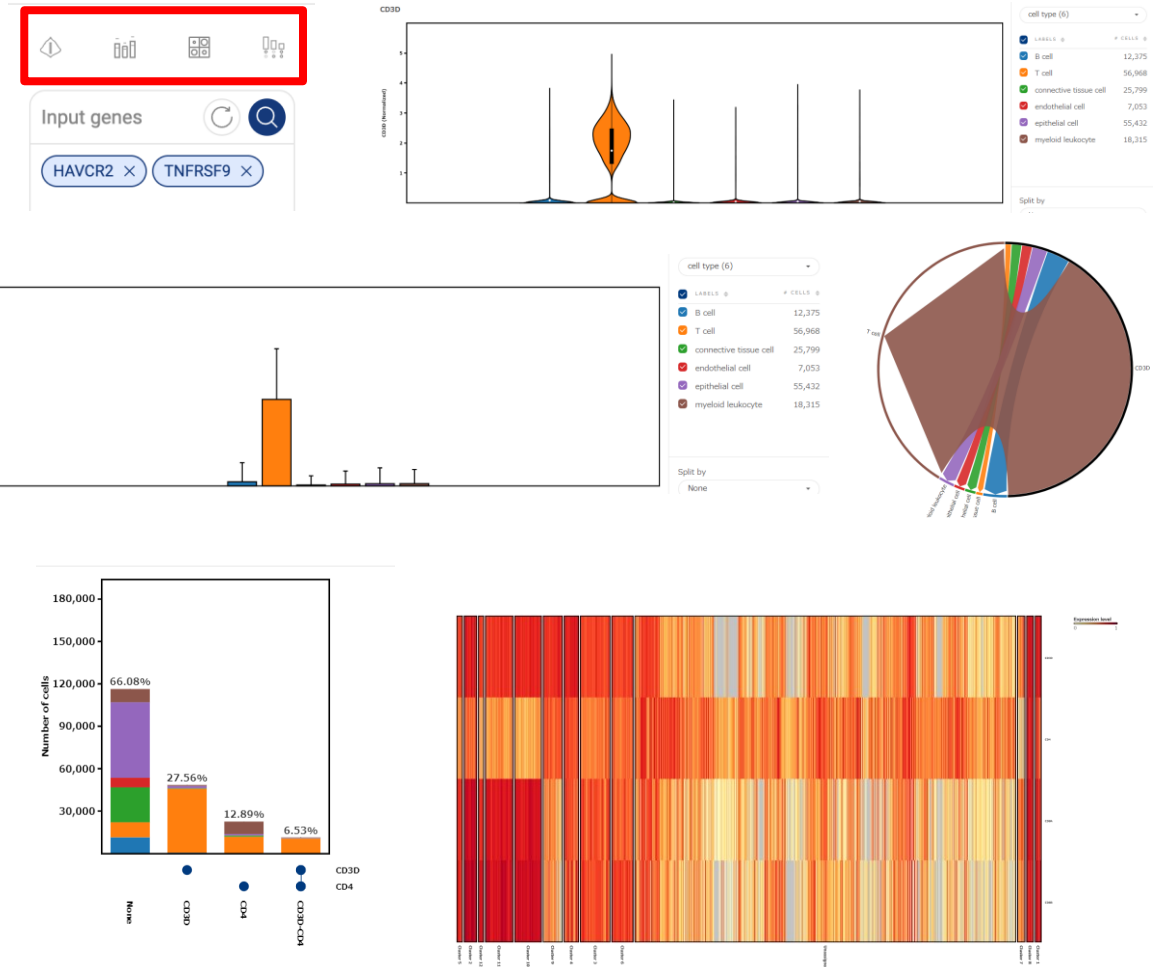 Input genes
HAVCR2 ×
TNFRSF9 ×
CD3D
CD3D (Normalized)
5
4
3
2
1
cell type (6)
LABELS # CELLS
B cell 12,375
T cell 56,968
connective tissue cell 25,799
endothelial cell 7,053
epithelial cell 55,432
myeloid leukocyte 18,315
Split by
cell type (6)
LABELS # CELLS
B cell 12,375
T cell 56,968
connective tissue cell 25,799
endothelial cell 7,053
epithelial cell 55,432
myeloid leukocyte 18,315
Split by
None
T cell
CD3D
B cell
Number of cells
180,000
150,000
120,000
90,000
60,000
30,000
66.08%
27.56%
12.89%
6.53%
CD3D
CD4
None
CD3D
CD4
CD3D-CD4
Expression level
0 1